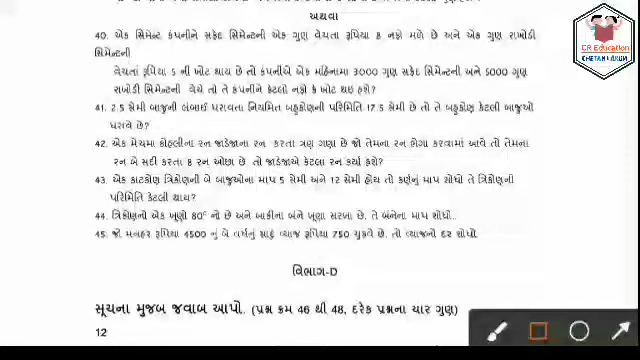 અથવા
CR Education
CHETAN LAKUM
40. એક સિમેન્ટ કંપનીને સફેદ સિમેન્ટની એક ગુણ વેચતા રૂપિયા 8 નફો મળે છે અને એક ગુણ રાખોડી
સિમેન્ટની
વેચતાં રૂપિયા 5 ની ખોટ થાય છે તો કંપનીએ એક મહિનામા 3000 ગુણ સફેદ સિમેન્ટની અને 5000 ગુણ
રાખોડી સિમેન્ટની વેચે તો તે કંપનીને કેટલો નફો કે ખોટ થઇ હશે?
41. 2.5 સેમી બાજુની લંબાઈ ધરાવતા નિયમિત બહુકોણની પરિમિતિ 17.5 સેમી છે તો તે બહુકોણ કેટલી બાજુઓ
ધરાવે છે?
42. એક મેચમા કોહલીના રન જાડેજાના રન કરતા ત્રણ ગણા છે જો તેમના રન ભેગા કરવામાં આવે તો તેમના
રન બે સદી કરતા 8 રન ઓછા છે તો જાડેજાએ કેટલા રન કર્યા હશે?
43. એક કાટકોણ ત્રિકોણની બે બાજુઓના માપ 5 સેમી અને 12 સેમી હોય તો કર્ણનું માપ શોધો તે ત્રિકોણની
પરિમિતિ કેટલી થાય?
44. ત્રિકોણનો એક ખૂણો 80° નો છે અને બાકીના બંને ખૂણા સરખા છે. તે બંનેના માપ શોધો..
45. જો મનહર રૂપિયા 4500 નું બે વર્ષનું સાદું વ્યાજ રૂપિયા 750 ચુકવે છે. તો વ્યાજનો દર શોધો.
વિભાગ-D
સૂચના મુજબ જવાબ આપો. (પ્રશ્ન ક્રમ 46 થી 48, દરેક પ્રશ્નના ચાર ગુણ)
12